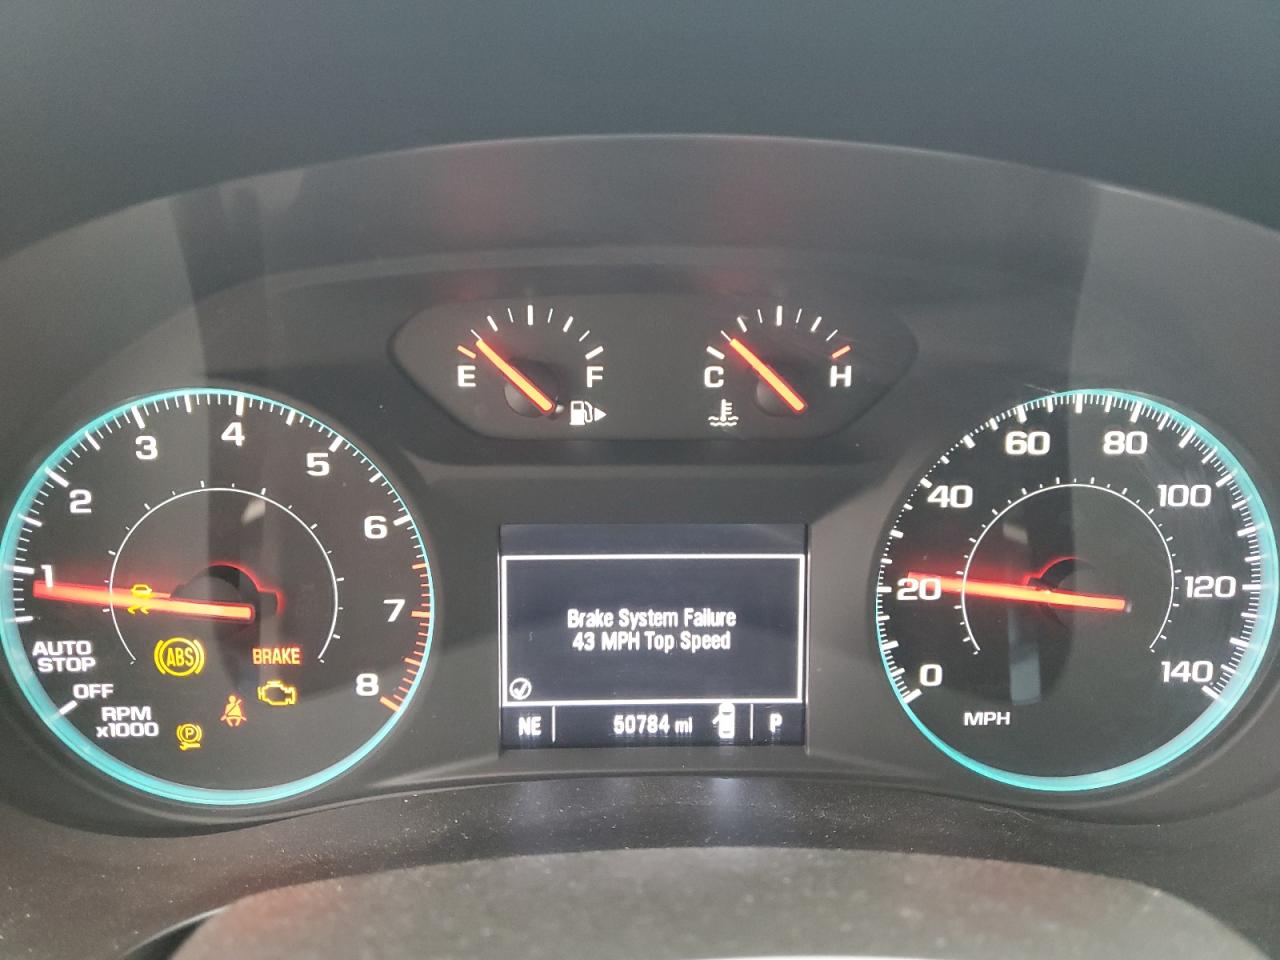 E F
C H
1
2
3
4
5
6
7
8
AUTO
STOP
OFF
RPM
x1000
ABS
BRAKE
P
Brake System Failure
43 MPH Top Speed
NE 50784 mi P
0
20
40
60
80
100
120
140
MPH